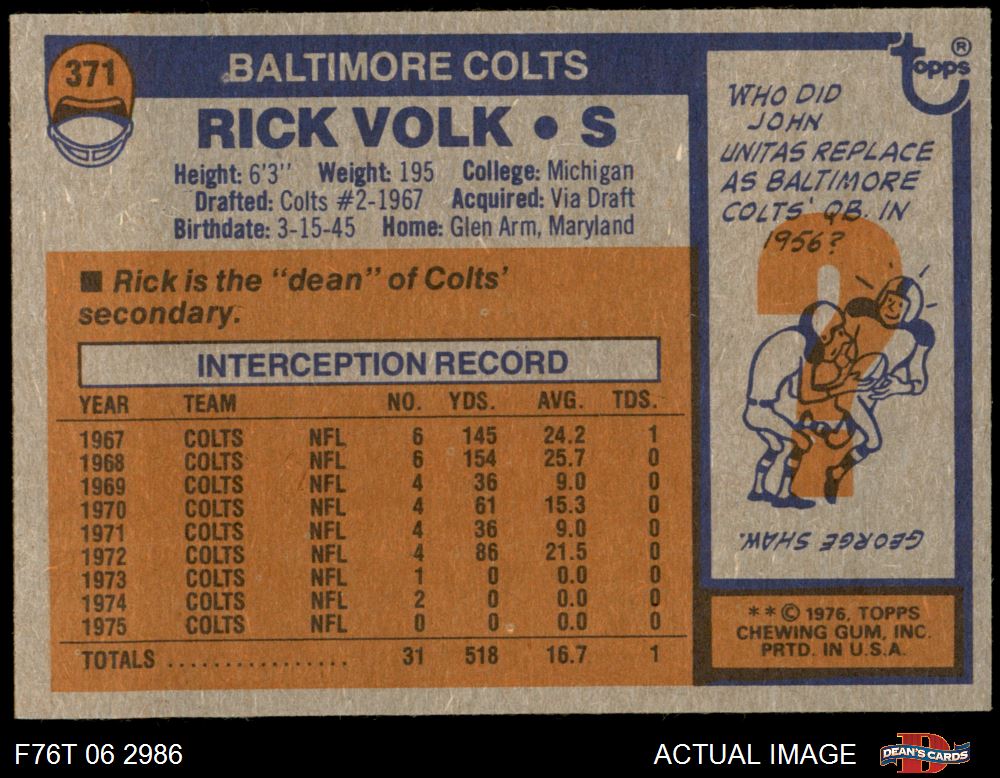 371
BALTIMORE COLTS
RICK VOLK • S
Height: 6'3'' Weight: 195 College: Michigan
Drafted: Colts #2-1967 Acquired: Via Draft
Birthdate: 3-15-45 Home: Glen Arm, Maryland
■ Rick is the "dean" of Colts'
secondary.
INTERCEPTION RECORD
YEAR TEAM NO. YDS. AVG. TDS.
1967 COLTS NFL 6 145 24.2 1
1968 COLTS NFL 6 154 25.7 0
1969 COLTS NFL 4 36 9.0 0
1970 COLTS NFL 4 61 15.3 0
1971 COLTS NFL 4 36 9.0 0
1972 COLTS NFL 4 86 21.5 0
1973 COLTS NFL 1 0 0.0 0
1974 COLTS NFL 2 0 0.0 0
1975 COLTS NFL 0 0 0.0 0
TOTALS ................ 31 518 16.7 1
topps ®
WHO DID
JOHN
UNITAS REPLACE
AS BALTIMORE
COLTS' QB. IN
1956?
?
GEORGE SHAW.
**© 1976, TOPPS
CHEWING GUM, INC.
PRTD. IN U.S.A.
F76T 06 2986
ACTUAL IMAGE
D
DEAN'S CARDS